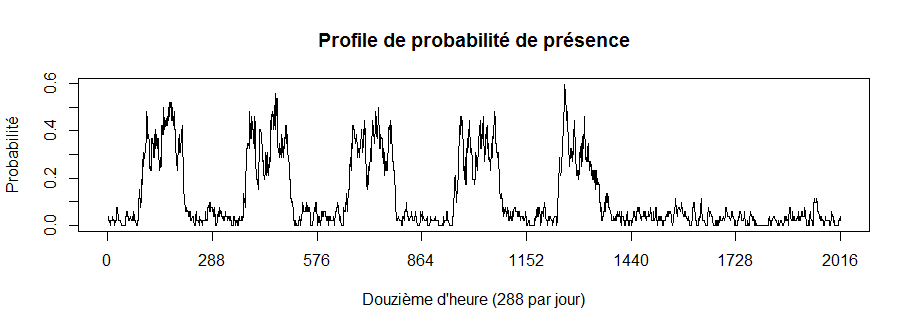 Profile de probabilité de présence
Probabilité
0.0 0.2 0.4 0.6
0 288 576 864 1152 1440 1728 2016
Douzième d'heure (288 par jour)